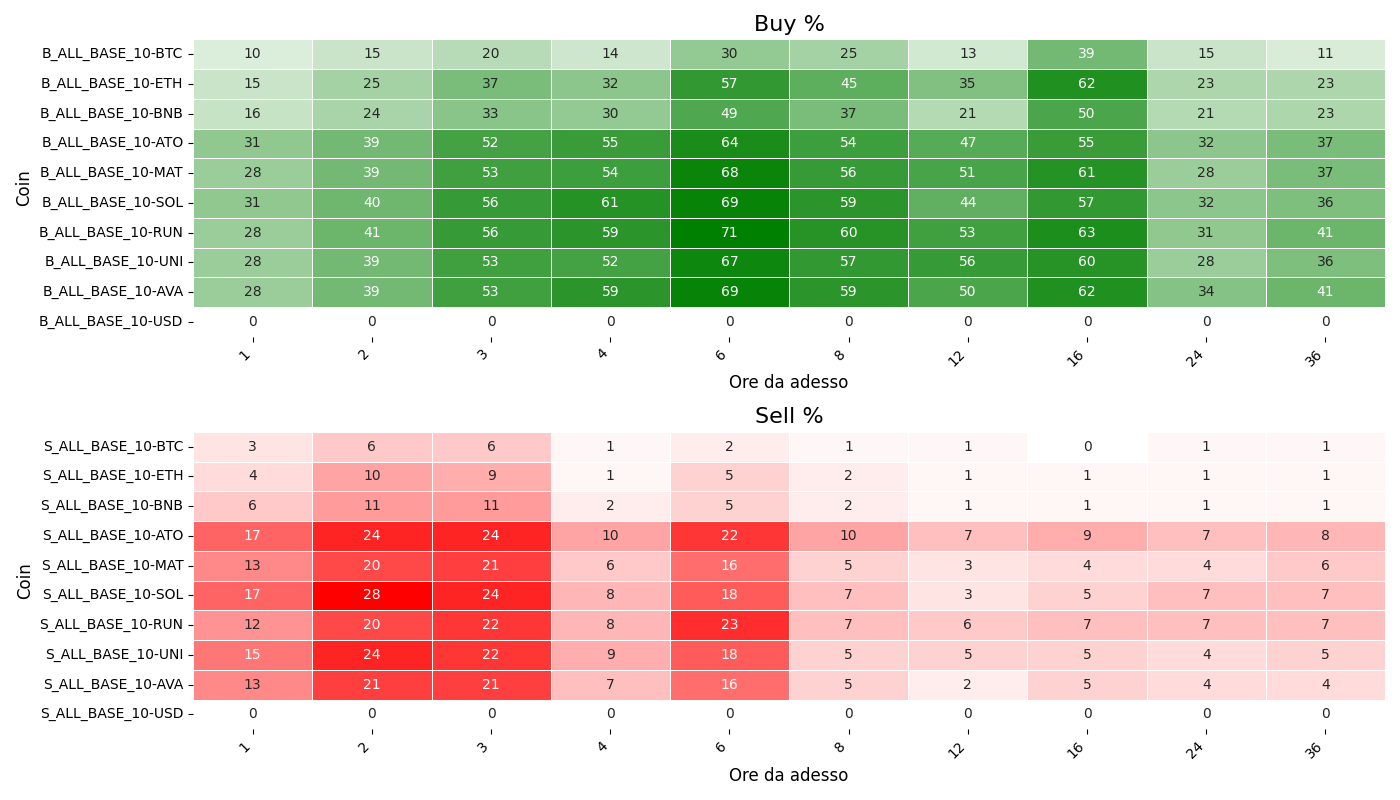 Buy %
Coin
B_ALL_BASE_10-BTC 10 15 20 14 30 25 13 39 15 11
B_ALL_BASE_10-ETH 15 25 37 32 57 45 35 62 23 23
B_ALL_BASE_10-BNB 16 24 33 30 49 37 21 50 21 23
B_ALL_BASE_10-ATO 31 39 52 55 64 54 47 55 32 37
B_ALL_BASE_10-MAT 28 39 53 54 68 56 51 61 28 37
B_ALL_BASE_10-SOL 31 40 56 61 69 59 44 57 32 36
B_ALL_BASE_10-RUN 28 41 56 59 71 60 53 63 31 41
B_ALL_BASE_10-UNI 28 39 53 52 67 57 56 60 28 36
B_ALL_BASE_10-AVA 28 39 53 59 69 59 50 62 34 41
B_ALL_BASE_10-USD 0 0 0 0 0 0 0 0 0 0
1 2 3 4 6 8 12 16 24 36
Ore da adesso
Sell %
Coin
S_ALL_BASE_10-BTC 3 6 6 1 2 1 1 0 1 1
S_ALL_BASE_10-ETH 4 10 9 1 5 2 1 1 1 1
S_ALL_BASE_10-BNB 6 11 11 2 5 2 1 1 1 1
S_ALL_BASE_10-ATO 17 24 24 10 22 10 7 9 7 8
S_ALL_BASE_10-MAT 13 20 21 6 16 5 3 4 4 6
S_ALL_BASE_10-SOL 17 28 24 8 18 7 3 5 7 7
S_ALL_BASE_10-RUN 12 20 22 8 23 7 6 7 7 7
S_ALL_BASE_10-UNI 15 24 22 9 18 5 5 5 4 5
S_ALL_BASE_10-AVA 13 21 21 7 16 5 2 5 4 4
S_ALL_BASE_10-USD 0 0 0 0 0 0 0 0 0 0
1 2 3 4 6 8 12 16 24 36
Ore da adesso